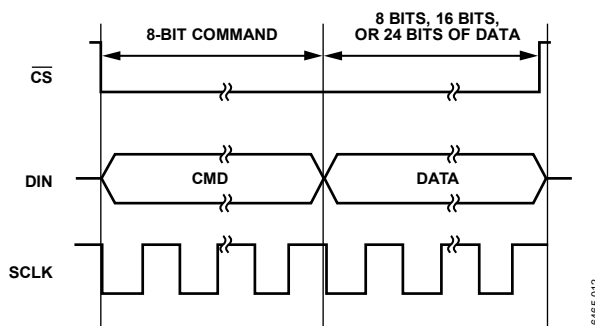 8-BIT COMMAND
8 BITS, 16 BITS,
OR 24 BITS OF DATA
CS
DIN
CMD
DATA
SCLK